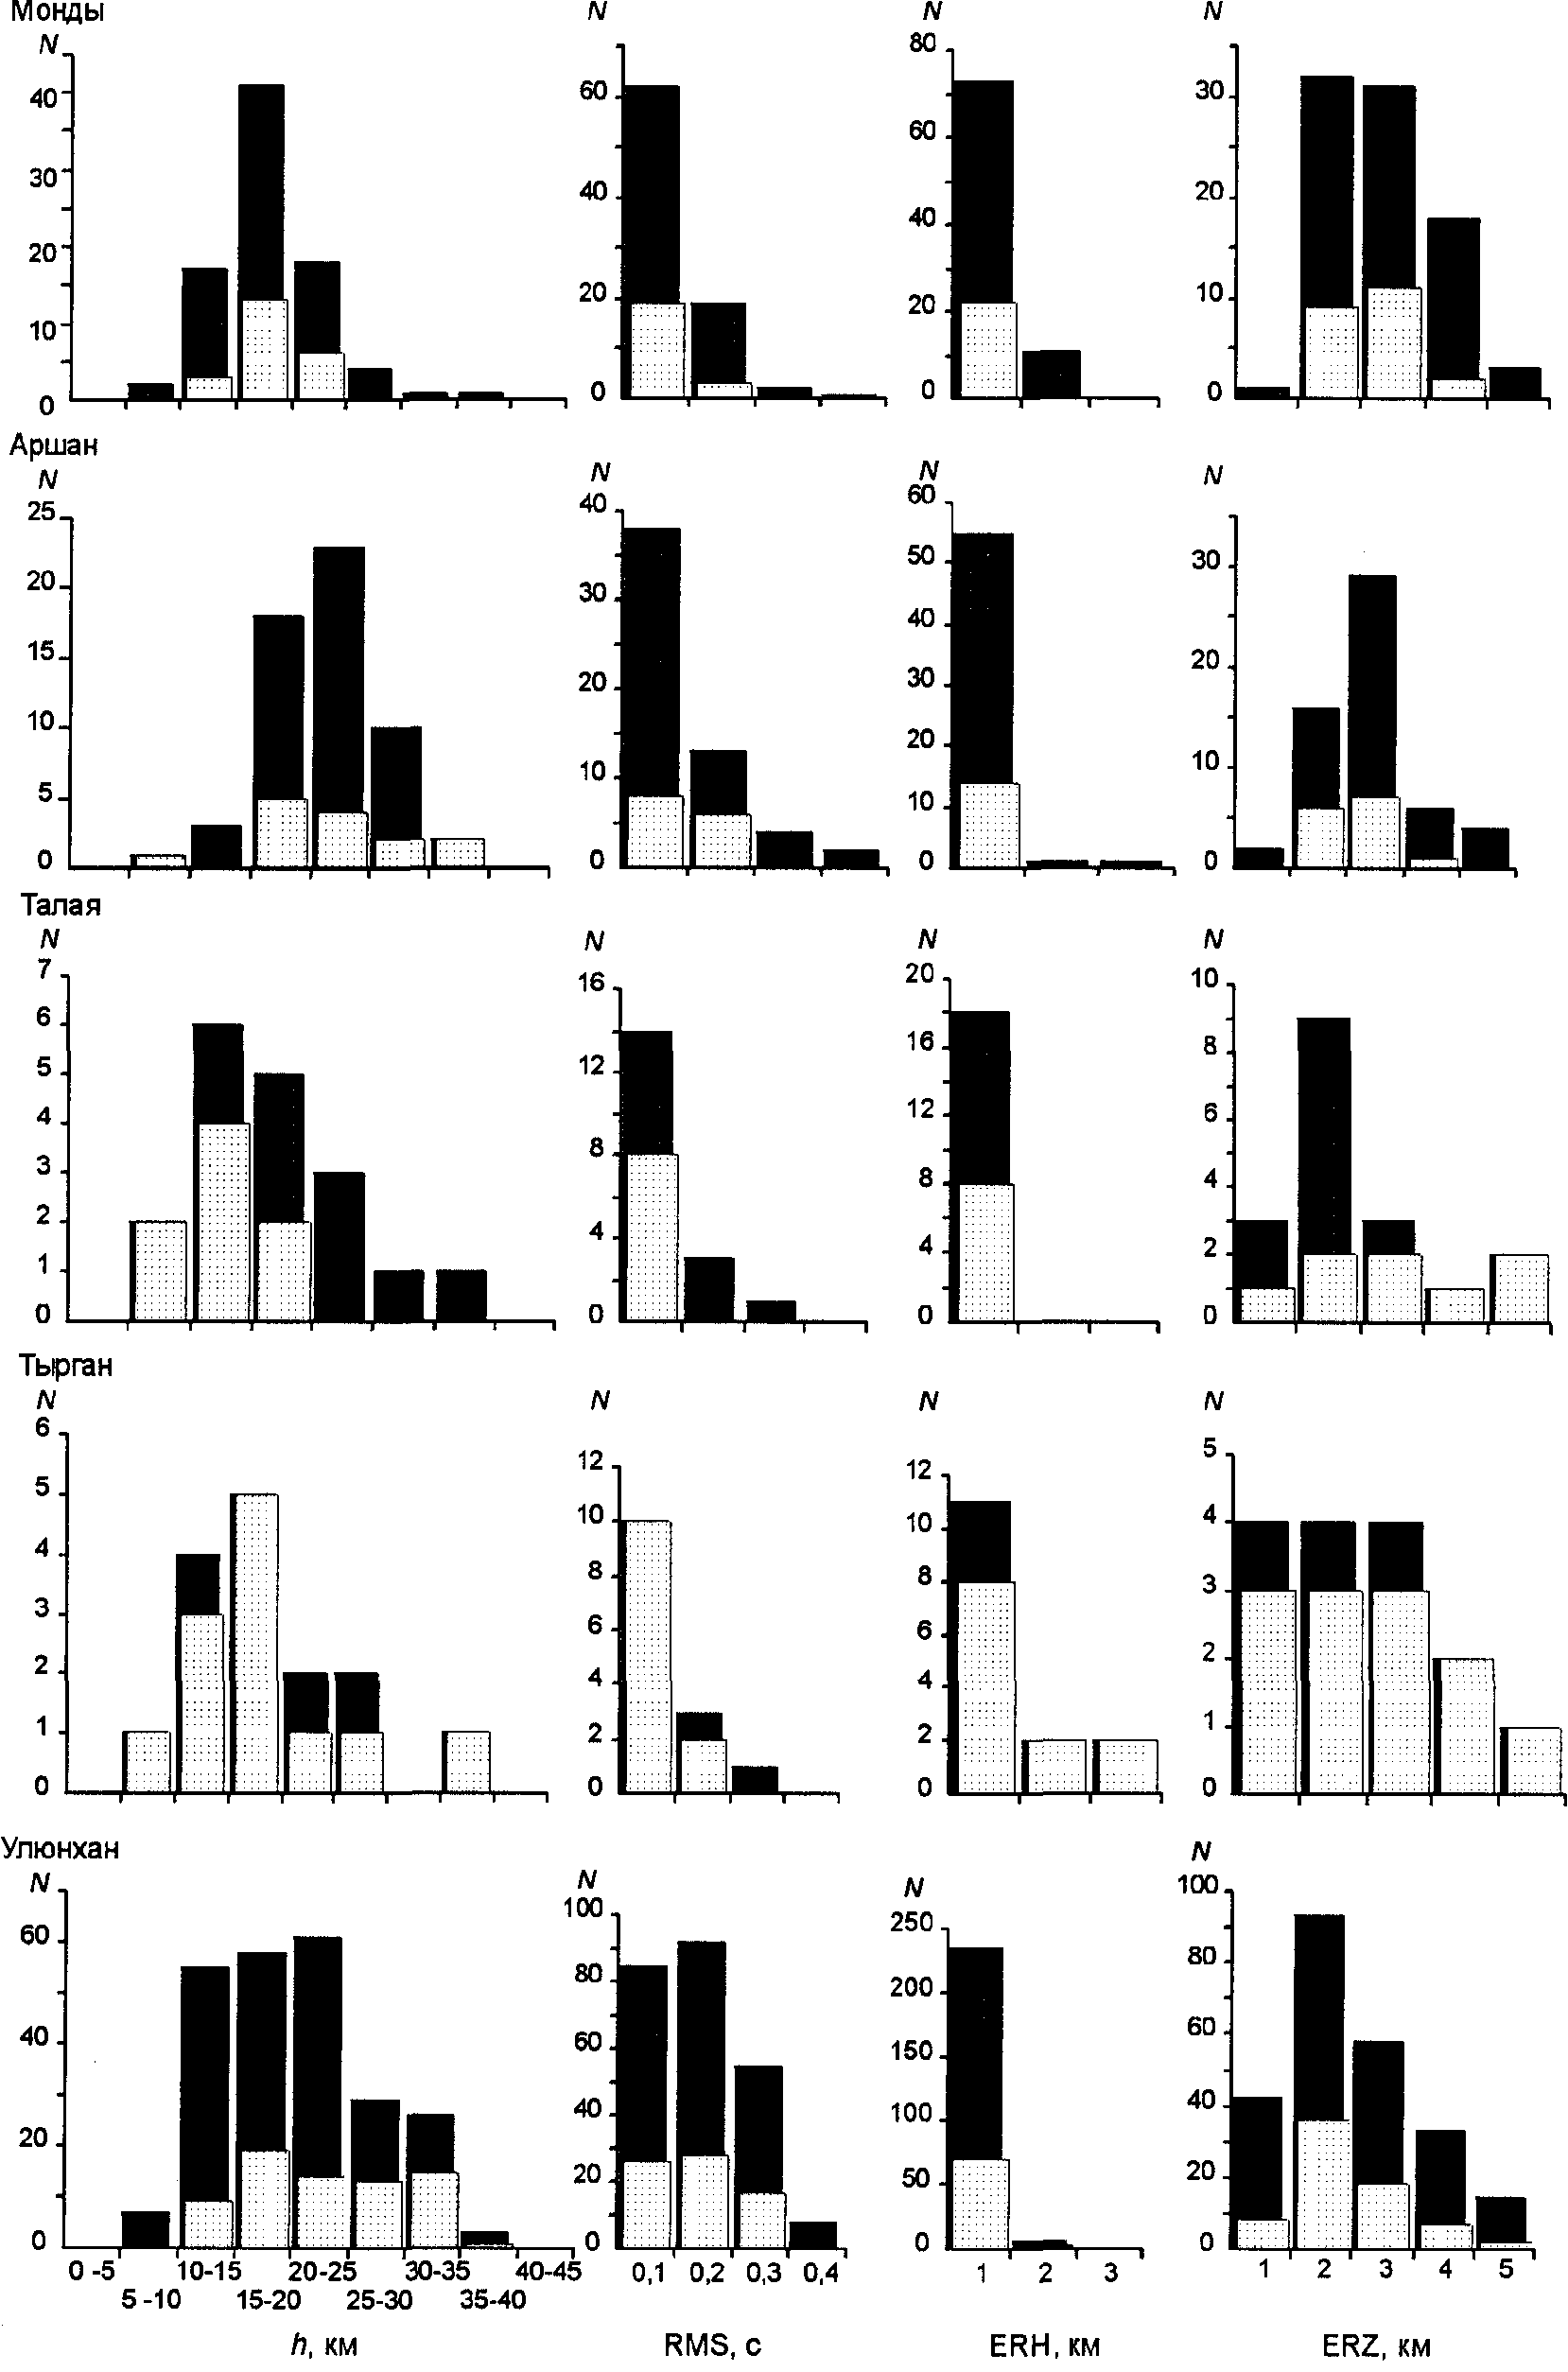 Монды
N N N N
40 30 20 10 0
60 40 20 0
80 60 40 20 0
30 20 10 0
Аршан
N N N N
25 20 15 10 5 0
40 30 20 10 0
60 50 40 30 20 10 0
30 20 10 0
Талая
N N N N
7 6 5 4 3 2 1 0
16 12 8 4 0
20 16 12 8 4 0
10 8 6 4 2 0
Тырган
N N N N
6 5 4 3 2 1 0
12 10 8 6 4 2 0
12 10 8 6 4 2 0
5 4 3 2 1 0
Улюнхан
N N N N
60 40 20 0
100 80 60 40 20 0
250 200 150 100 50 0
100 80 60 40 20 0
0 -5 10-15 20-25 30-35 40-45
5 -10 15-20 25-30 35-40
0,1 0,2 0,3 0,4
1 2 3
1 2 3 4 5
h, км RMS, с ERH, км ERZ, км